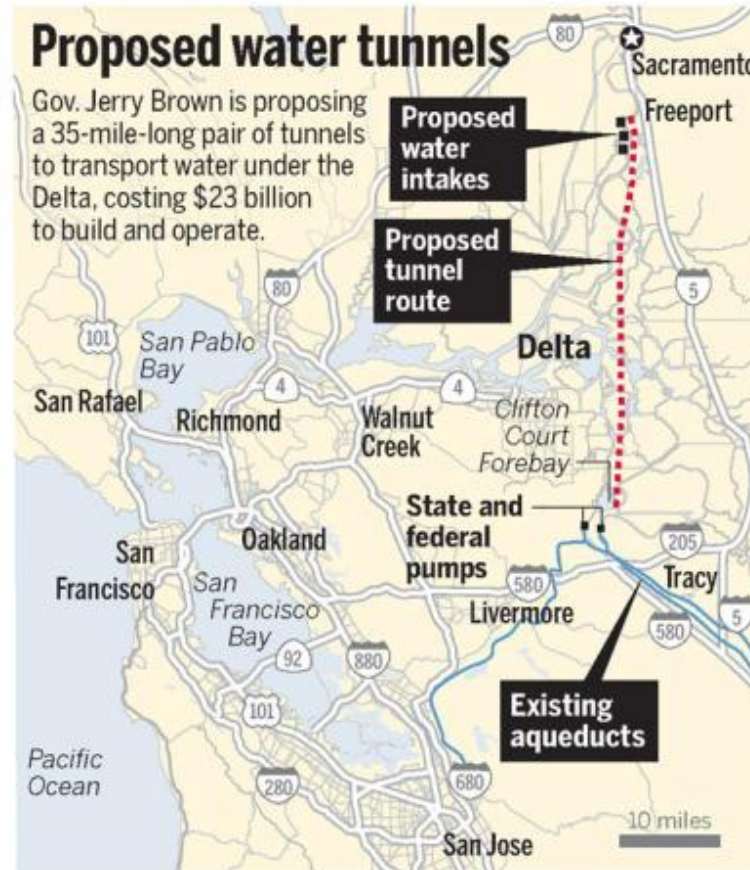 Proposed water tunnels
Gov. Jerry Brown is proposing
a 35-mile-long pair of tunnels
to transport water under the
Delta, costing $23 billion
to build and operate.
80
Sacramento
Freeport
Proposed
water
intakes
Proposed
tunnel
route
80
5
101
San Pablo
Bay
Delta
4
4
San Rafael
Richmond
Walnut
Creek
Clifton
Court
Forebay
State and
federal
pumps
Oakland
205
San
Francisco
580
Tracy
San
Francisco
Bay
Livermore
5
580
92
880
101
Existing
aqueducts
Pacific
Ocean
280
680
10 miles
San Jose